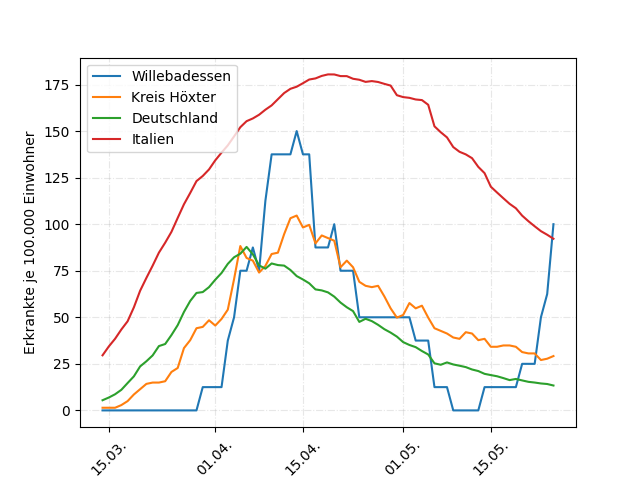 Willebadessen
Kreis Höxter
Deutschland
Italien
Erkrankte je 100.000 Einwohner
175
150
125
100
75
50
25
0
15.03.
01.04.
15.04.
01.05.
15.05.